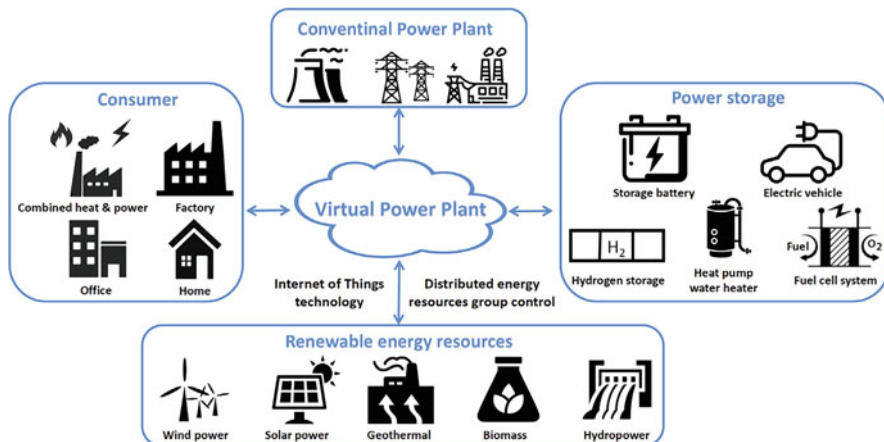 Conventinal Power Plant
Consumer
Combined heat & power
Factory
Office
Home
Virtual Power Plant
Power storage
Storage battery
Electric vehicle
H2
Hydrogen storage
Heat pump
water heater
Fuel
O2
Fuel cell system
Internet of Things
technology
Distributed energy
resources group control
Renewable energy resources
Wind power
Solar power
Geothermal
Biomass
Hydropower